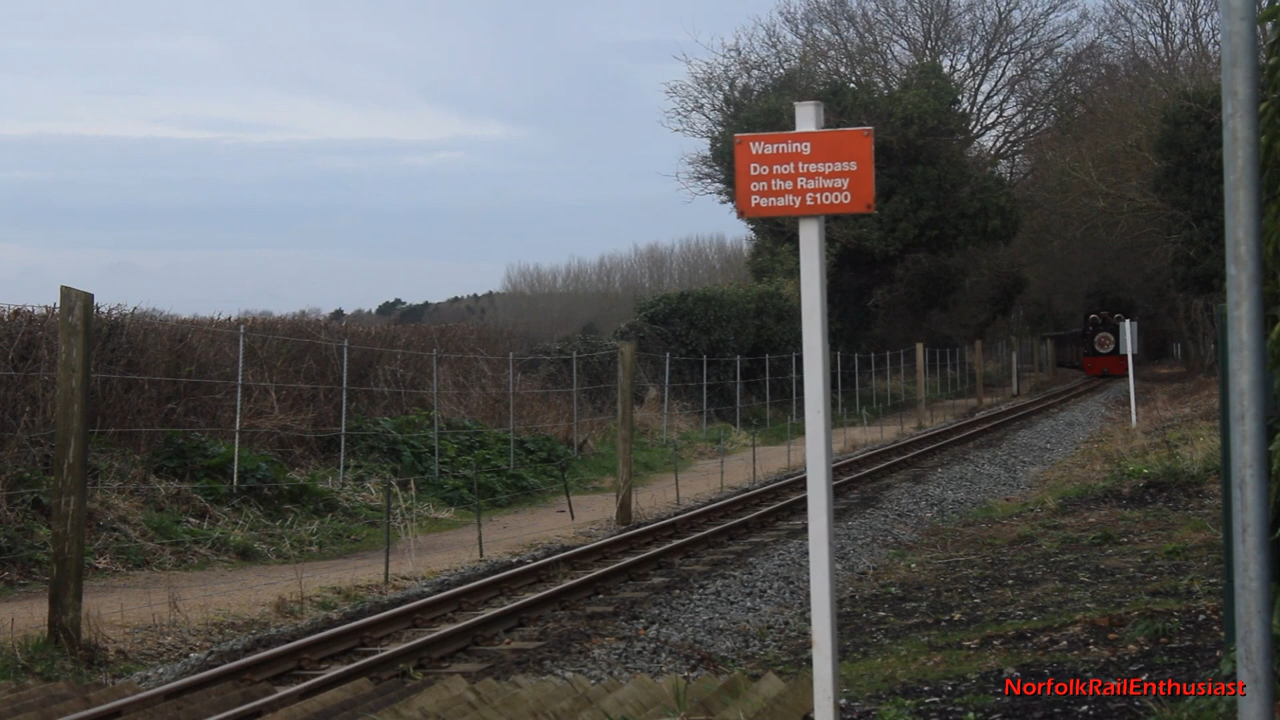 Warning
Do not trespass
on the Railway
Penalty £1000
NorfolkRailEnthusiast